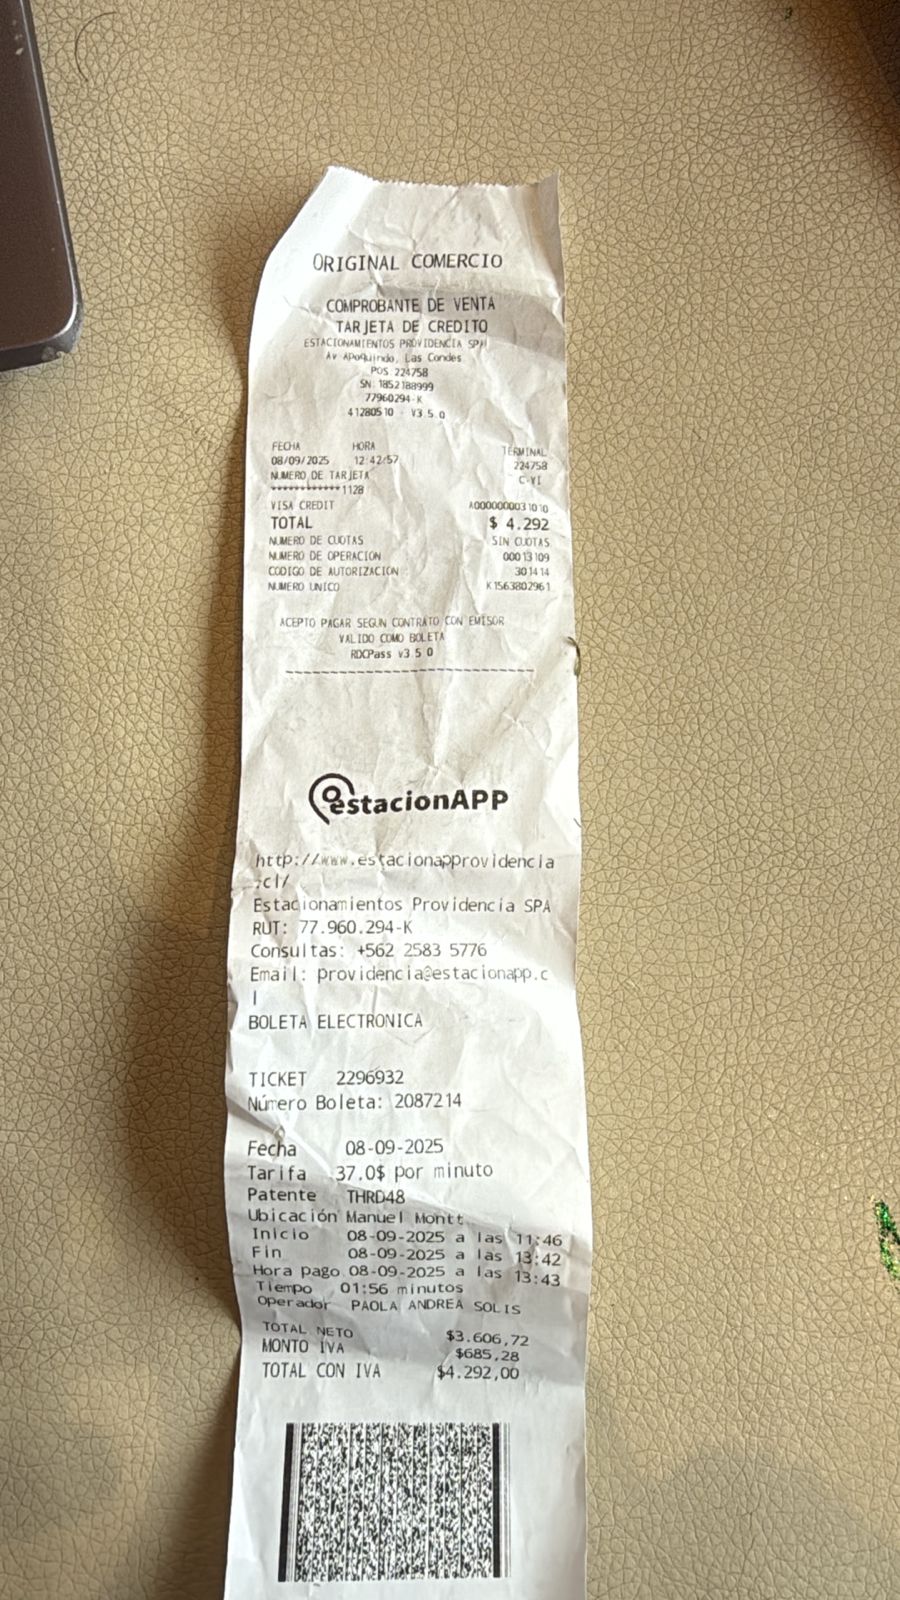 ORIGINAL COMERCIO
COMPROBANTE DE VENTA
TARJETA DE CREDITO
ESTACIONAMIENTOS PROVIDENCIA SPA
Av Apoquindo, Las Condes
POS 224758
SN: 1852188999
77960294-K
41280510 - V3.5.0
FECHA HORA TERMINAL
08/09/2025 12:42:57 224758
NUMERO DE TARJETA C-VI
************1128
VISA CREDIT A0000000031010
TOTAL $ 4.292
NUMERO DE CUOTAS SIN CUOTAS
NUMERO DE OPERACION 00013109
CODIGO DE AUTORIZACION 301414
NUMERO UNICO K1563802961
ACEPTO PAGAR SEGUN CONTRATO CON EMISOR
VALIDO COMO BOLETA
RDCPass v3.5.0
estacionAPP
http://www.estacionapprovidencia
.cl/
Estacionamientos Providencia SPA
RUT: 77.960.294-K
Consultas: +562 2583 5776
Email: providencia@estacionapp.c
l
BOLETA ELECTRONICA
TICKET 2296932
Número Boleta: 2087214
Fecha 08-09-2025
Tarifa 37.0$ por minuto
Patente THRD48
Ubicación Manuel Montt
Inicio 08-09-2025 a las 11:46
Fin 08-09-2025 a las 13:42
Hora pago 08-09-2025 a las 13:43
Tiempo 01:56 minutos
Operador PAOLA ANDREA SOLIS
TOTAL NETO $3.606,72
MONTO IVA $685,28
TOTAL CON IVA $4.292,00